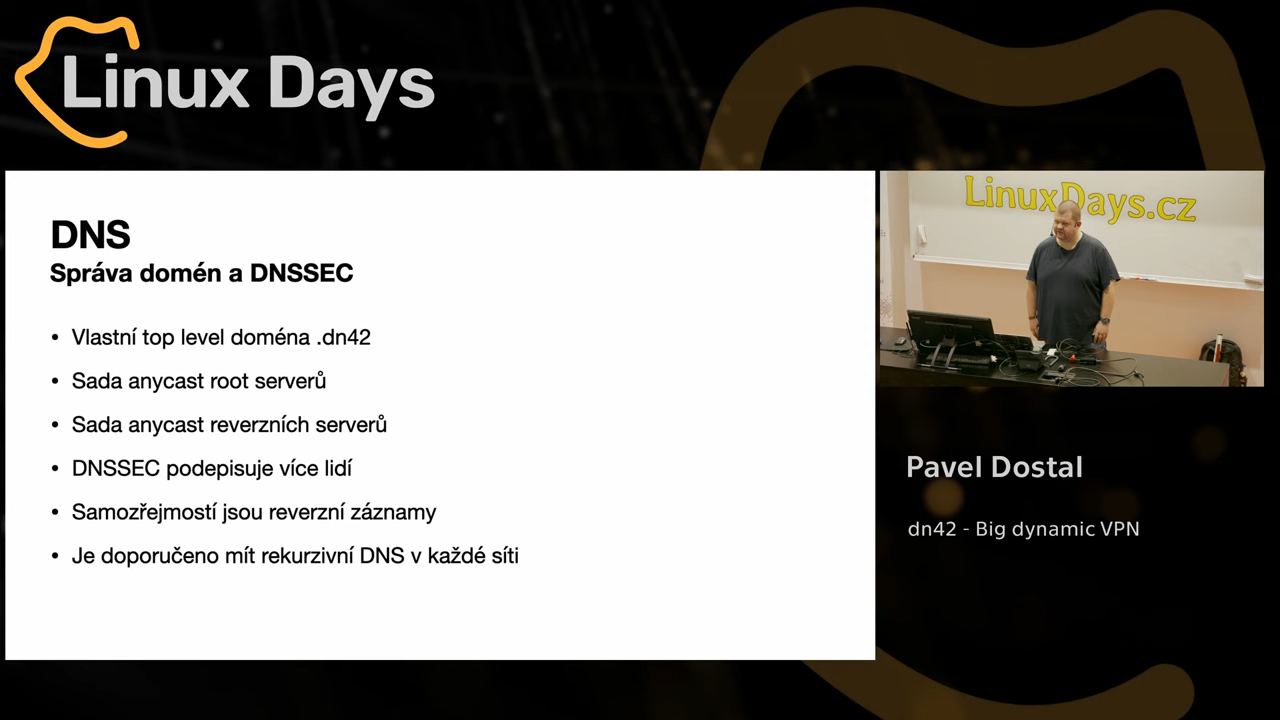 Linux Days
DNS
Správa domén a DNSSEC
• Vlastní top level doména .dn42
• Sada anycast root serverů
• Sada anycast reverzních serverů
• DNSSEC podepisuje více lidí
• Samozřejmostí jsou reverzní záznamy
• Je doporučeno mít rekurzivní DNS v každé síti
LinuxDays.cz
Pavel Dostal
dn42 - Big dynamic VPN